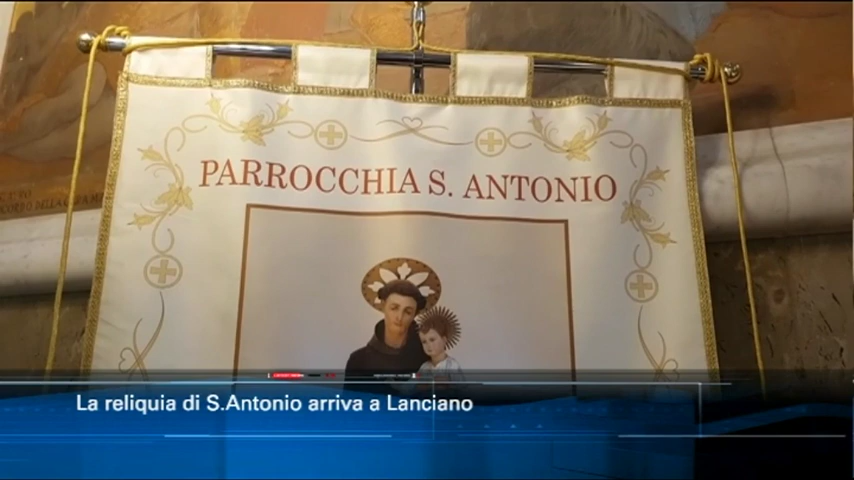 PARROCCHIA S. ANTONIO
La reliquia di S.Antonio arriva a Lanciano